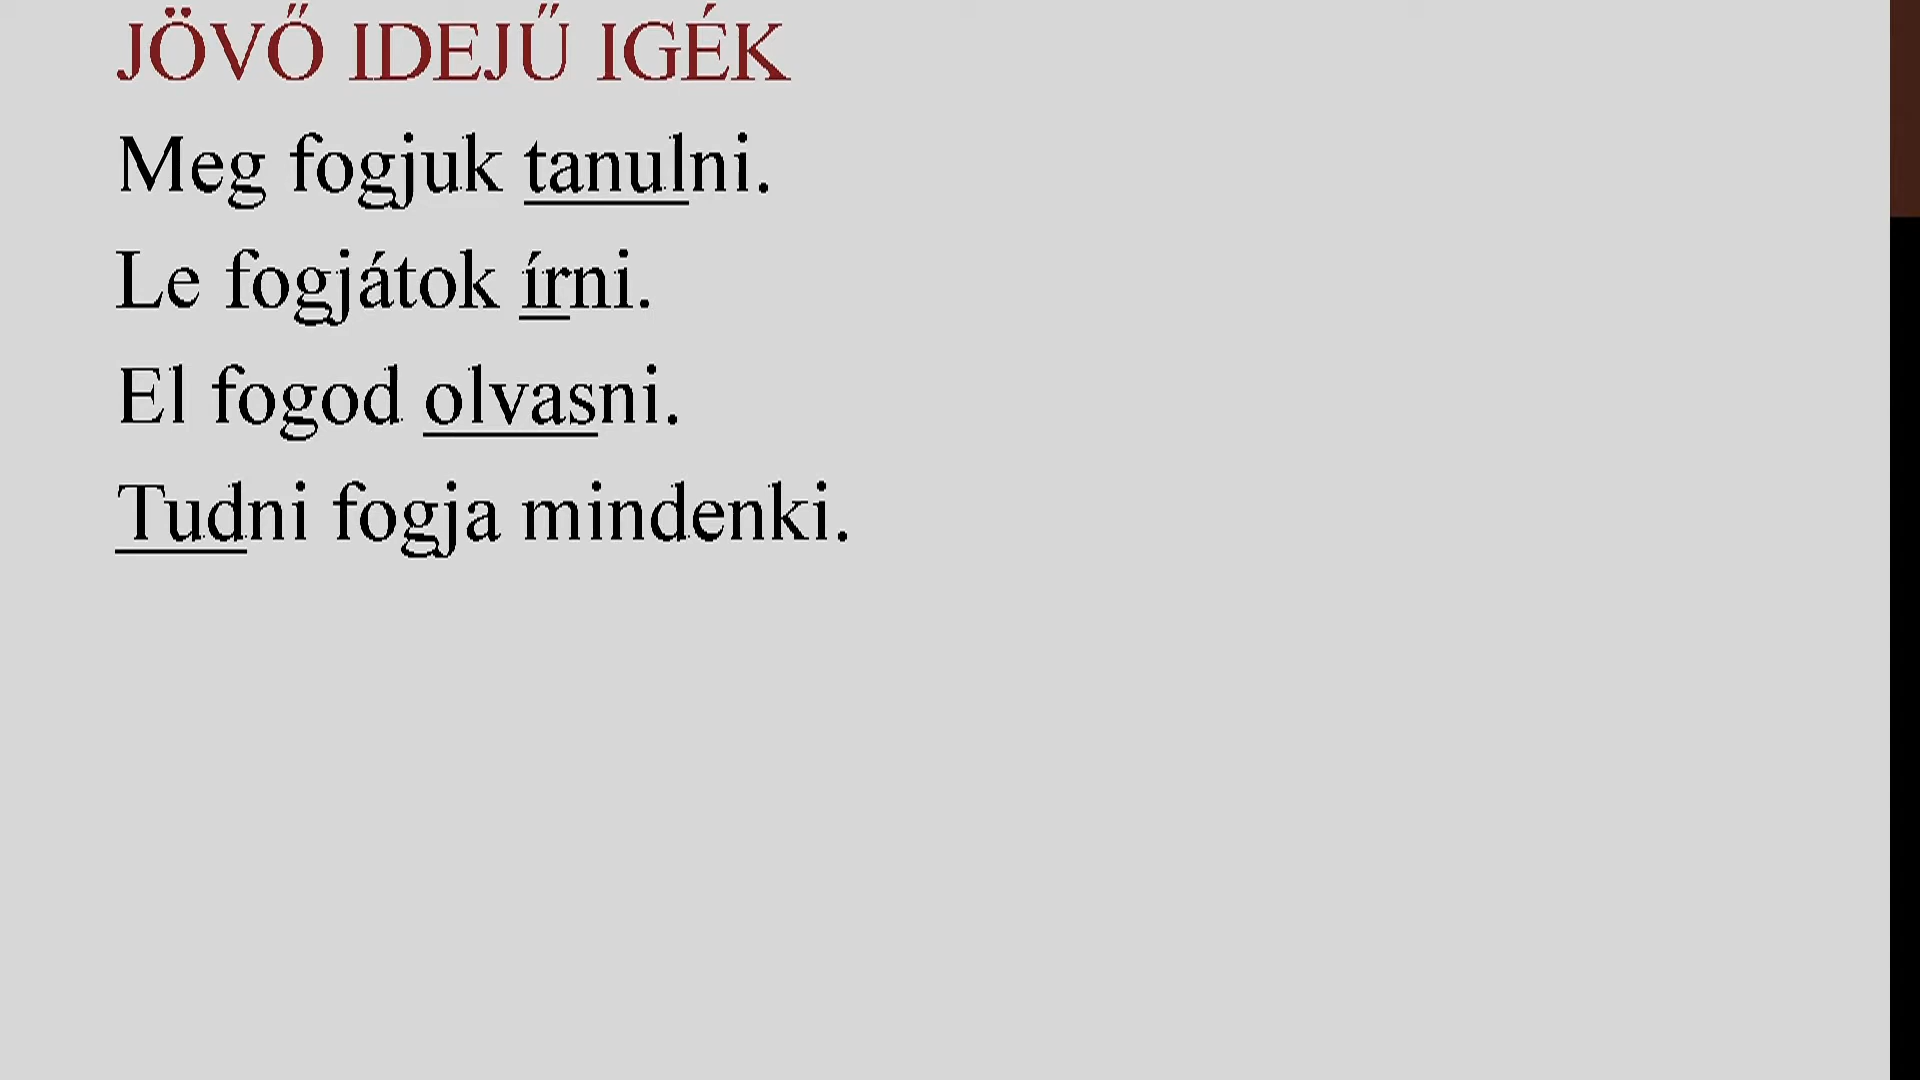 JÖVŐ IDEJŰ IGÉK
Meg fogjuk tanulni.
Le fogjátok írni.
El fogod olvasni.
Tudni fogja mindenki.